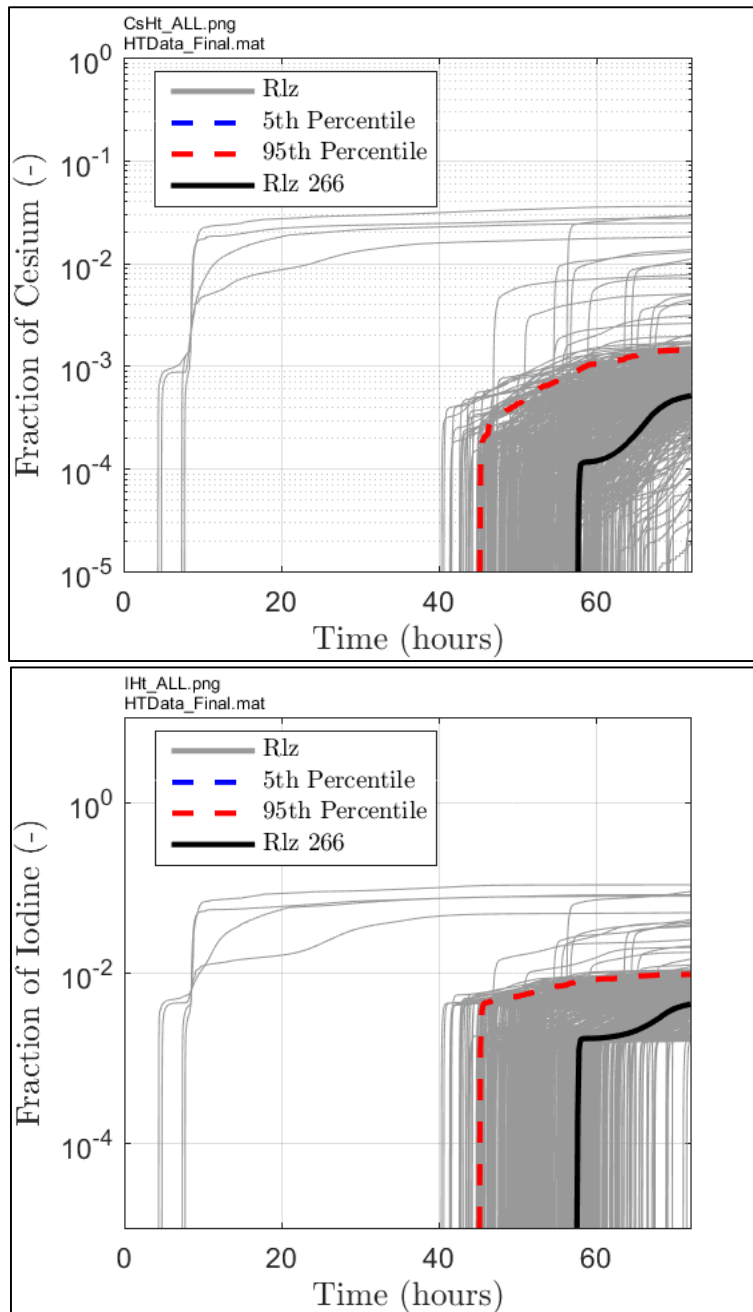 CsHt_ALL.png
HTData_Final.mat
10^0
10^-1
10^-2
10^-3
10^-4
10^-5
Fraction of Cesium (-)
Rlz
5th Percentile
95th Percentile
Rlz 266
0 20 40 60
Time (hours)
IHt_ALL.png
HTData_Final.mat
10^0
10^-2
10^-4
Fraction of Iodine (-)
Rlz
5th Percentile
95th Percentile
Rlz 266
0 20 40 60
Time (hours)